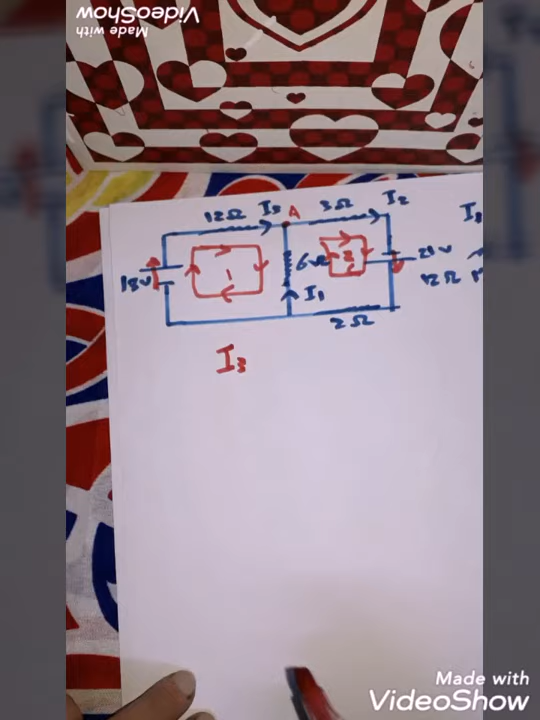 Made with
VideoShow
12Ω I₃ A 3Ω I₂
I₁
6Ω
1 2
21v
12Ω
I₁
2Ω
I₃
Made with
VideoShow